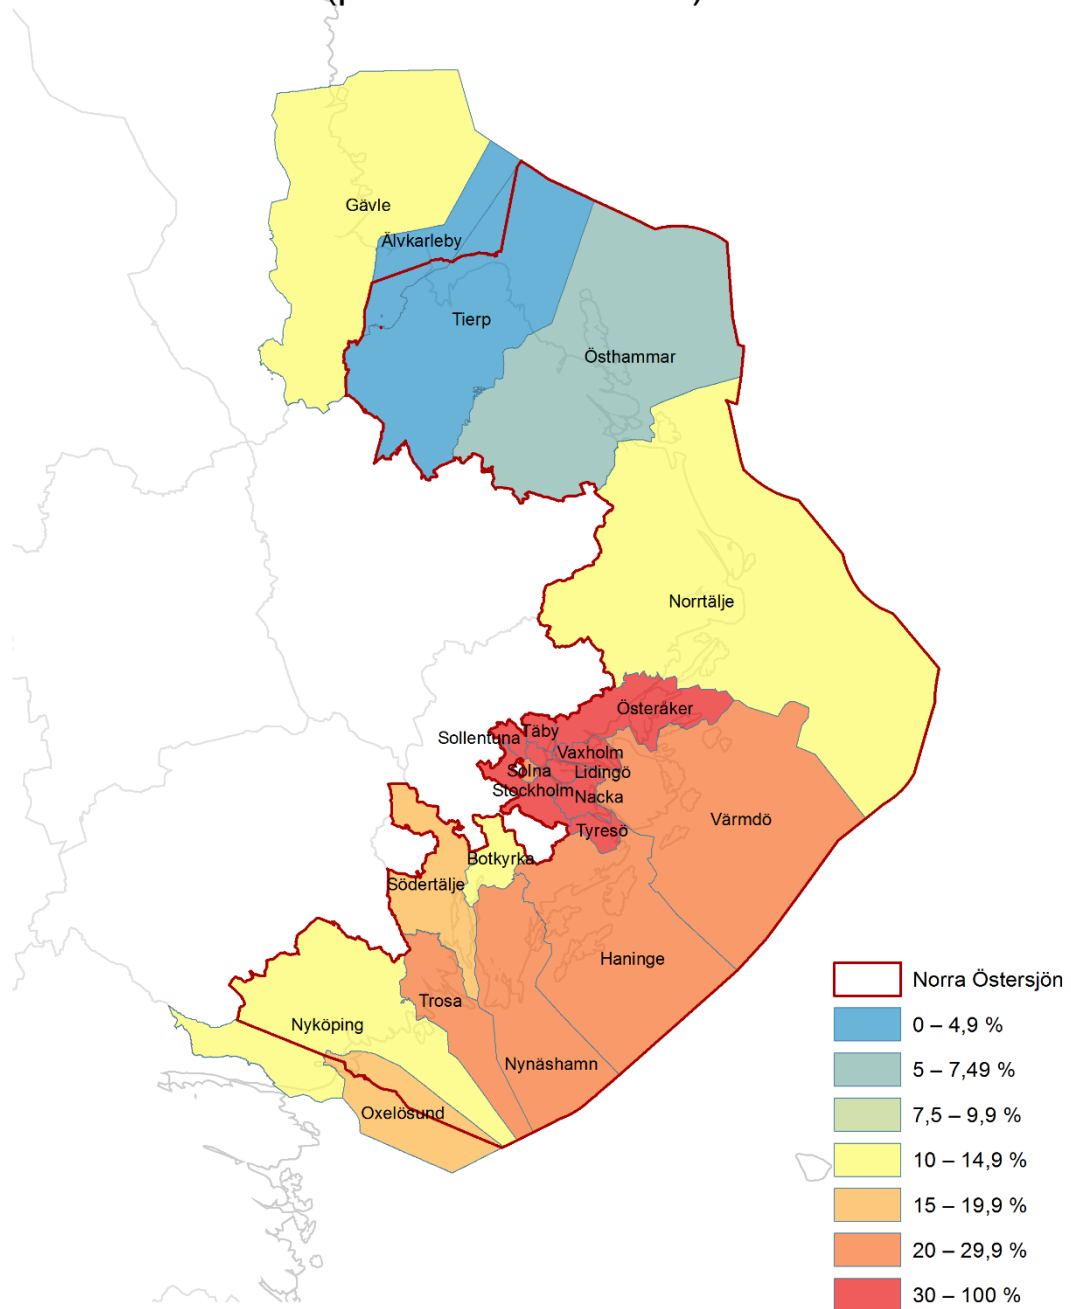 Gävle
Älvkarleby
Tierp
Östhammar
Norrtälje
Österåker
Täby
Sollentuna
Vaxholm
Solna
Lidingö
Stockholm
Nacka
Värmdö
Tyresö
Botkyrka
Södertälje
Haninge
Trosa
Nyköping
Nynäshamn
Oxelösund
Norra Östersjön
0 – 4,9 %
5 – 7,49 %
7,5 – 9,9 %
10 – 14,9 %
15 – 19,9 %
20 – 29,9 %
30 – 100 %